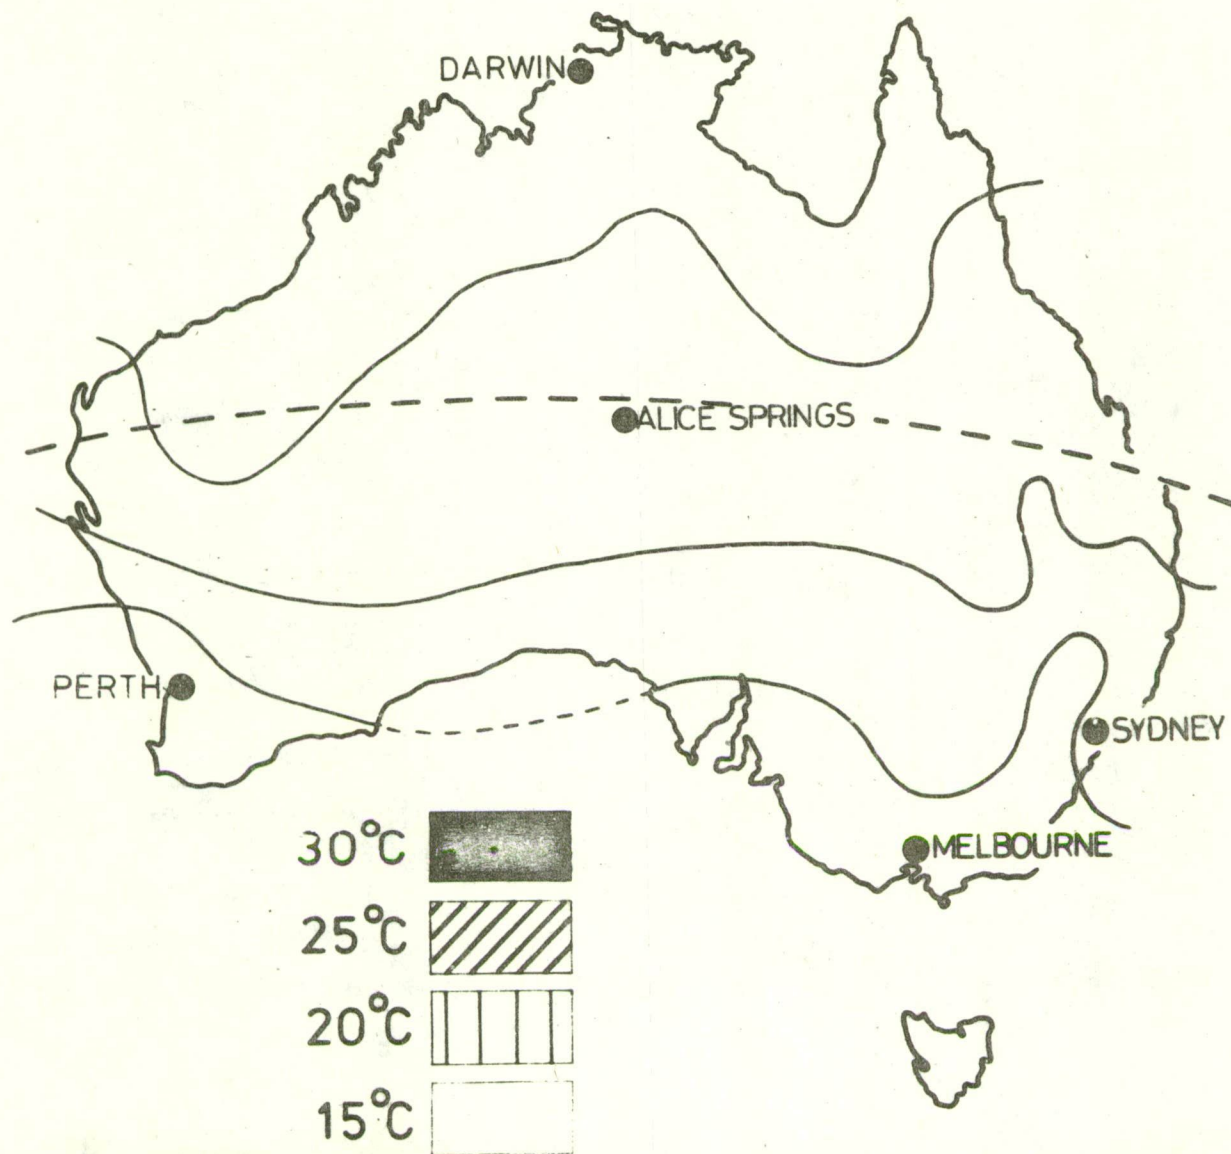 DARWIN
ALICE SPRINGS
PERTH
SYDNEY
MELBOURNE
30°C
25°C
20°C
15°C